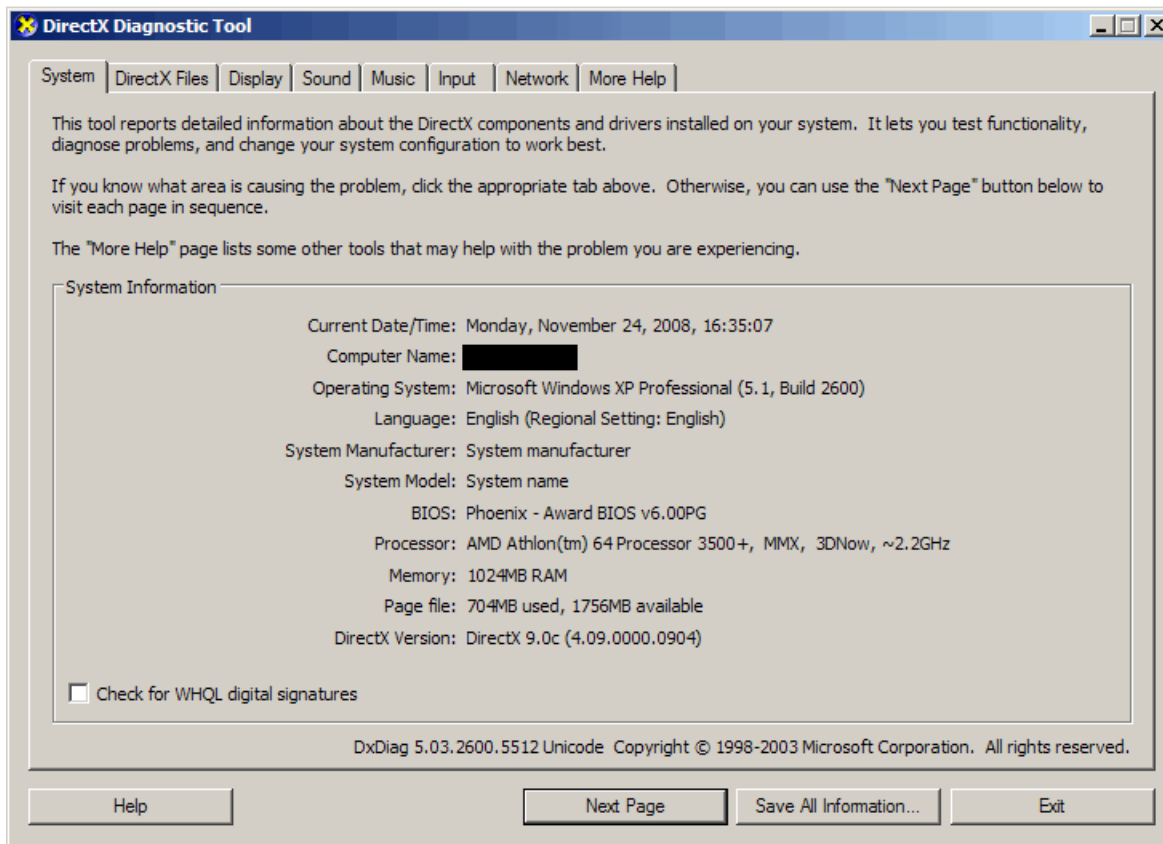 DirectX Diagnostic Tool
System DirectX Files Display Sound Music Input Network More Help
This tool reports detailed information about the DirectX components and drivers installed on your system. It lets you test functionality,
diagnose problems, and change your system configuration to work best.
If you know what area is causing the problem, click the appropriate tab above. Otherwise, you can use the "Next Page" button below to
visit each page in sequence.
The "More Help" page lists some other tools that may help with the problem you are experiencing.
System Information
Current Date/Time: Monday, November 24, 2008, 16:35:07
Computer Name:
Operating System: Microsoft Windows XP Professional (5.1, Build 2600)
Language: English (Regional Setting: English)
System Manufacturer: System manufacturer
System Model: System name
BIOS: Phoenix - Award BIOS v6.00PG
Processor: AMD Athlon(tm) 64 Processor 3500+, MMX, 3DNow, ~2.2GHz
Memory: 1024MB RAM
Page file: 704MB used, 1756MB available
DirectX Version: DirectX 9.0c (4.09.0000.0904)
Check for WHQL digital signatures
DxDiag 5.03.2600.5512 Unicode Copyright © 1998-2003 Microsoft Corporation. All rights reserved.
Help Next Page Save All Information... Exit